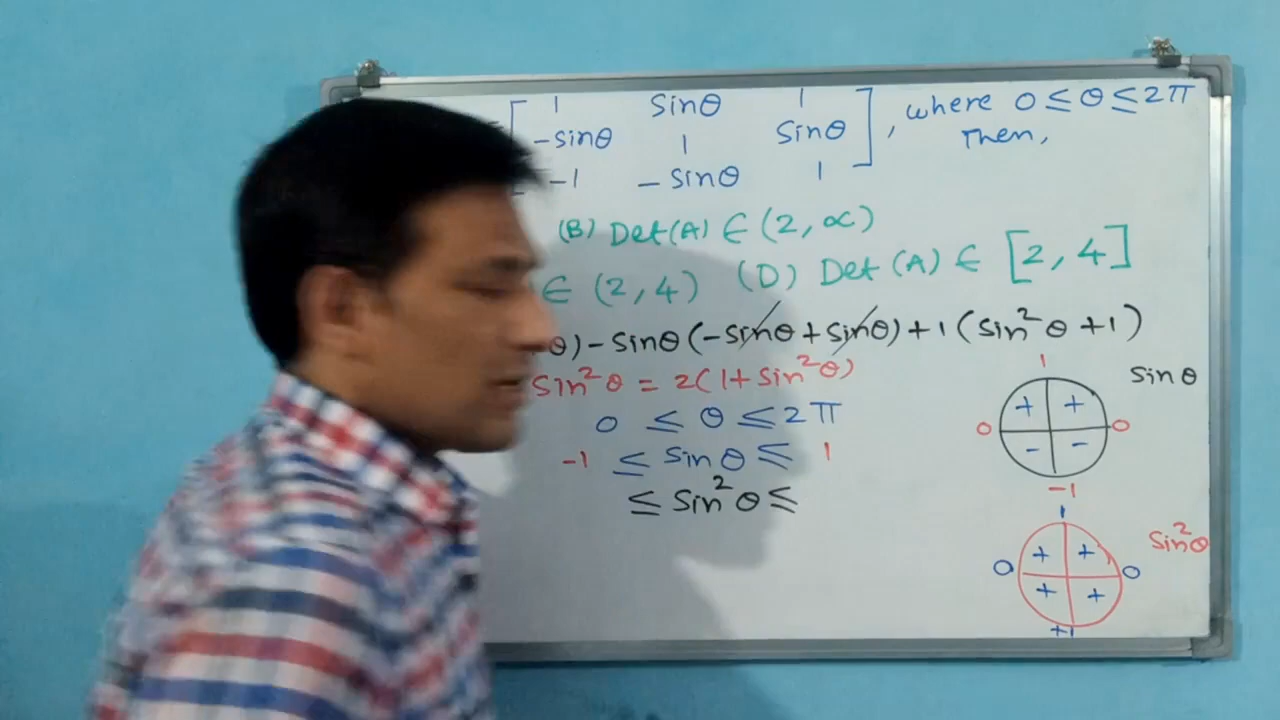 1 sinθ 1 , where 0 ≤ θ ≤ 2π
-sinθ 1 sinθ Then,
-1 -sinθ 1
(B) Det(A) ∈ (2, ∝)
∈ (2, 4) (D) Det (A) ∈ [2, 4]
θ) - sinθ (-sinθ + sinθ) + 1 (sin²θ + 1)
sin²θ = 2(1 + sin²θ)
0 ≤ θ ≤ 2π
-1 ≤ sinθ ≤ 1
≤ sin²θ ≤
1 sinθ
+ +
0 0
- -
-1
1 sin²θ
+ +
0 0
+ +
+1